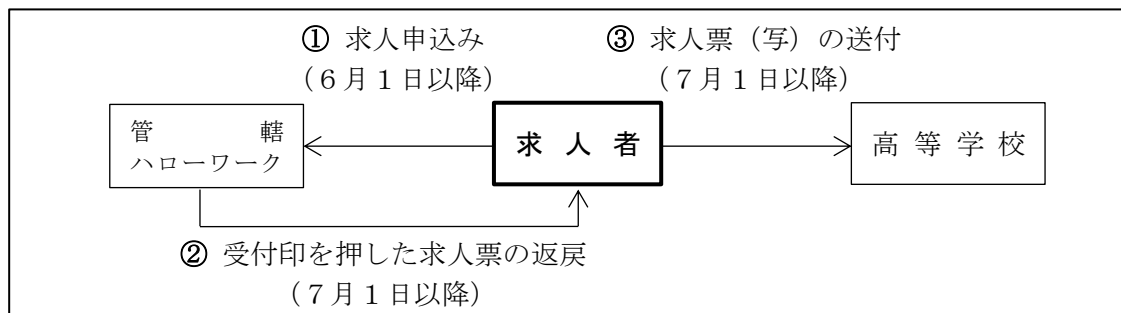 ① 求人申込み
(６月１日以降)
③ 求人票（写）の送付
(７月１日以降)
管轄
ハローワーク
求人者
高等学校
② 受付印を押した求人票の返戻
(７月１日以降)